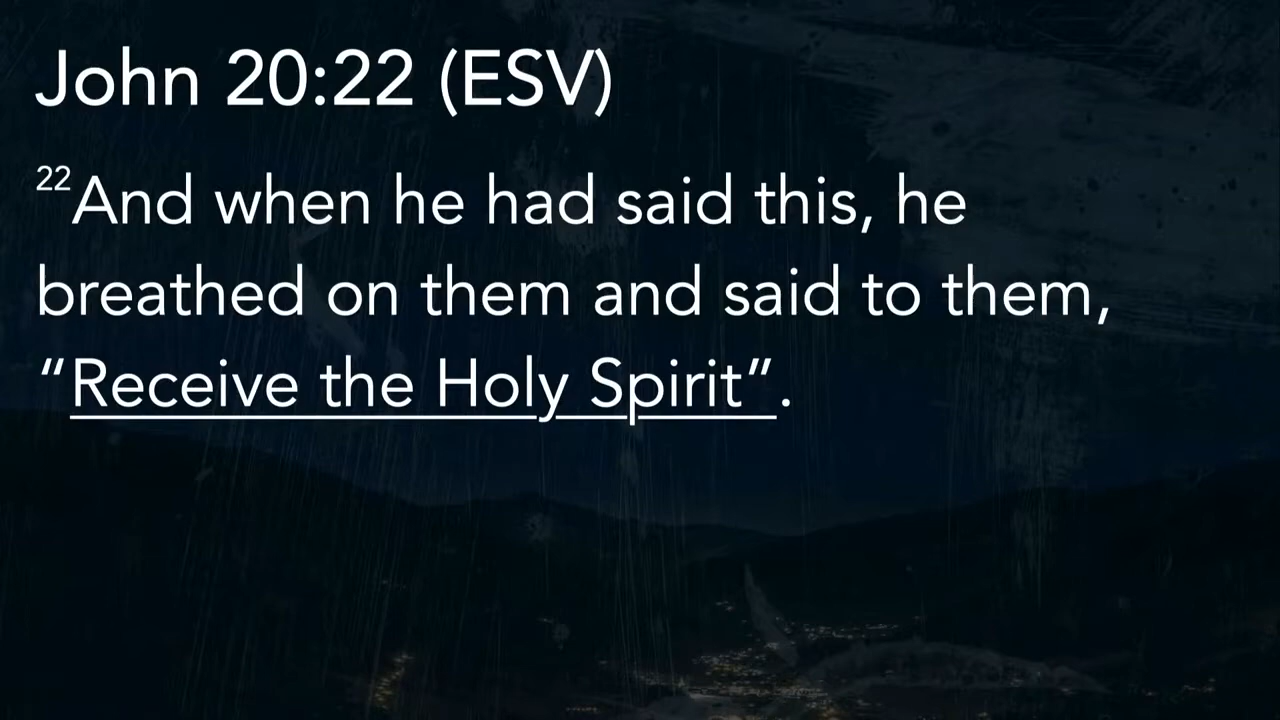 John 20:22 (ESV)
22And when he had said this, he
breathed on them and said to them,
“Receive the Holy Spirit”.